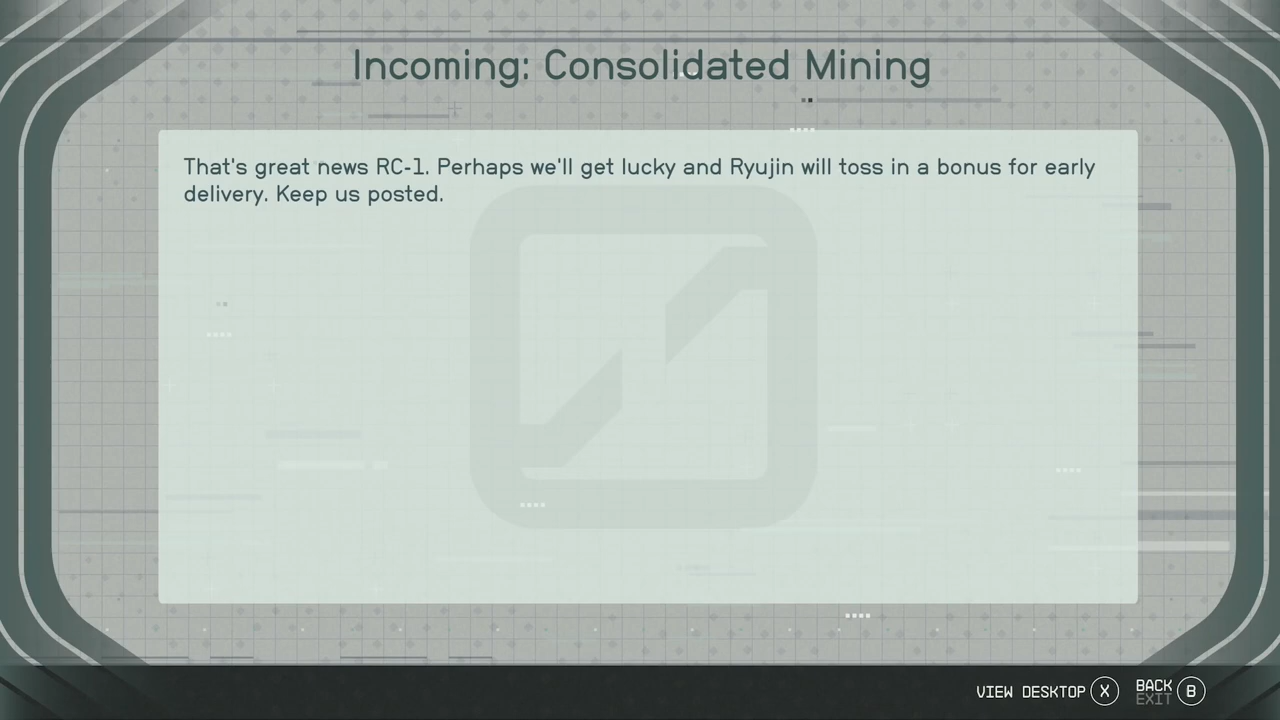 Incoming: Consolidated Mining
That's great news RC-1. Perhaps we'll get lucky and Ryujin will toss in a bonus for early
delivery. Keep us posted.
VIEW DESKTOP X BACK B
EXIT